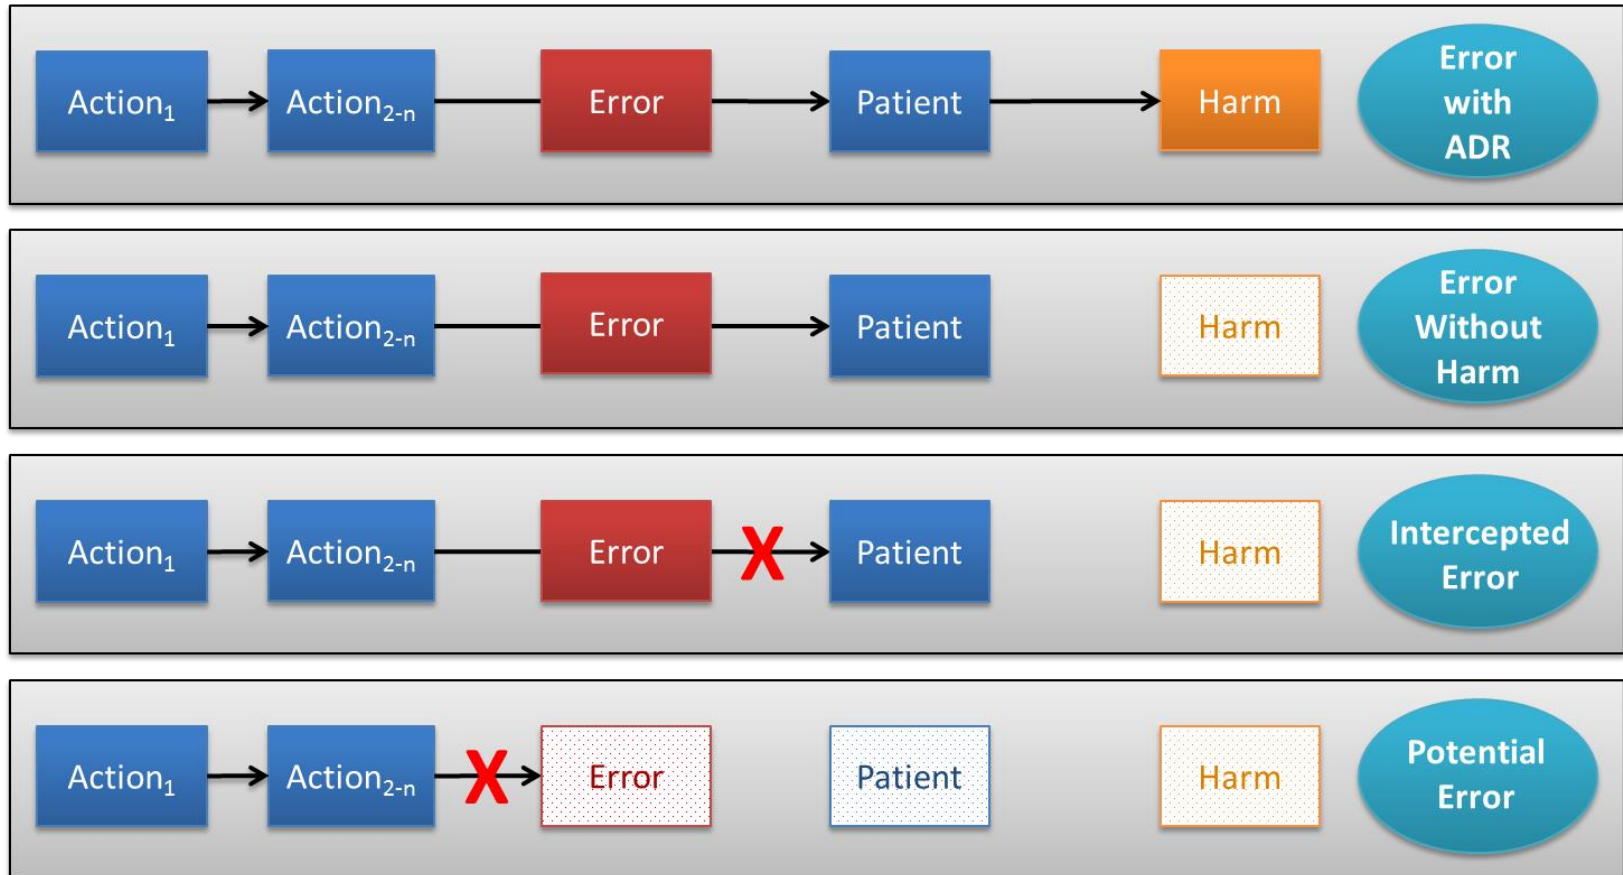 Action1
Action2-n
Error
Patient
Harm
Error
with
ADR
Action1
Action2-n
Error
Patient
Harm
Error
Without
Harm
Action1
Action2-n
Error
X
Patient
Harm
Intercepted
Error
Action1
Action2-n
X
Error
Patient
Harm
Potential
Error